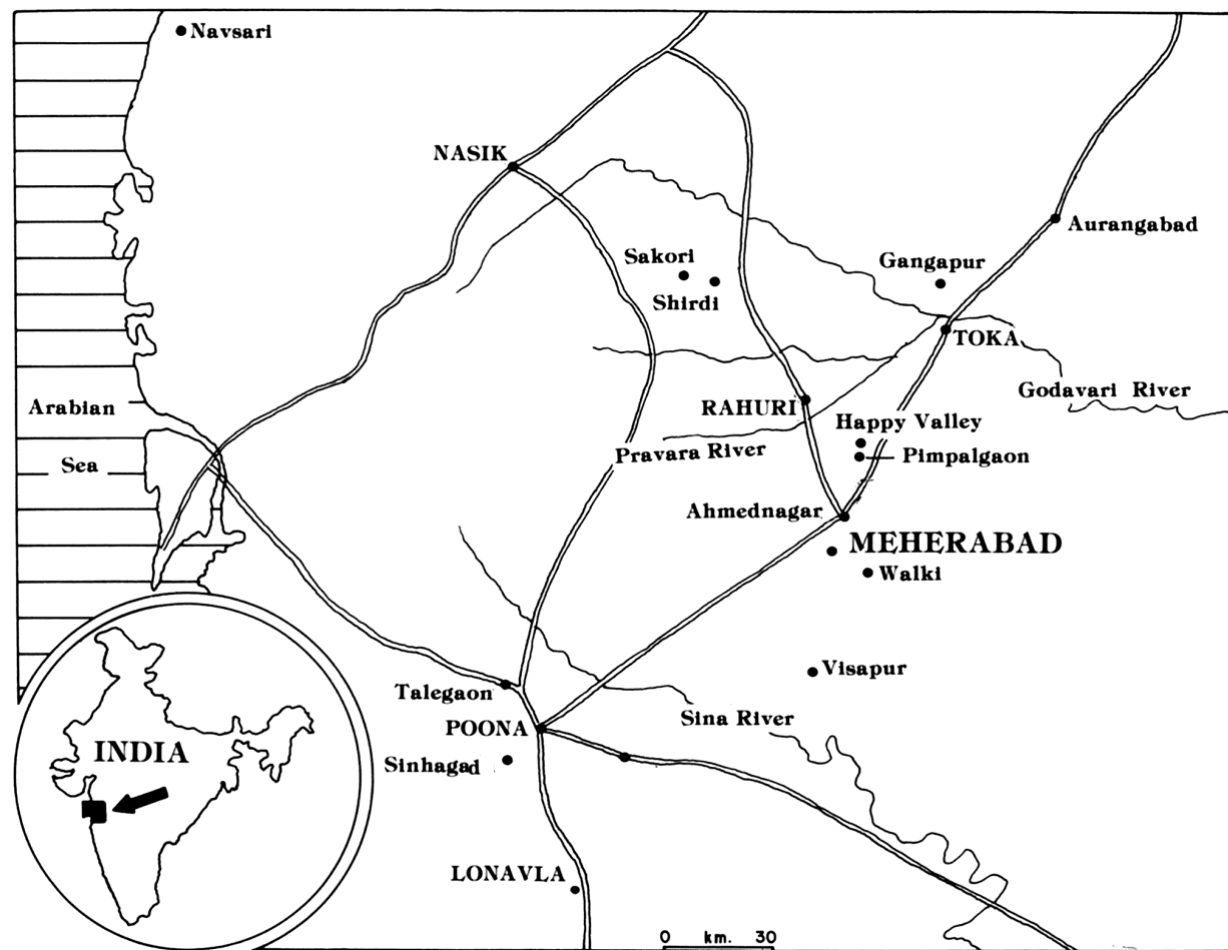 Navsari
NASIK
Aurangabad
Sakori
Gangapur
Shirdi
TOKA
Godavari River
Arabian
RAHURI
Happy Valley
Pravara River
Pimpalgaon
Sea
Ahmednagar
MEHERABAD
Walki
Visapur
Talegaon
Sina River
POONA
INDIA
Sinhagad
LONAVLA
0 km. 30